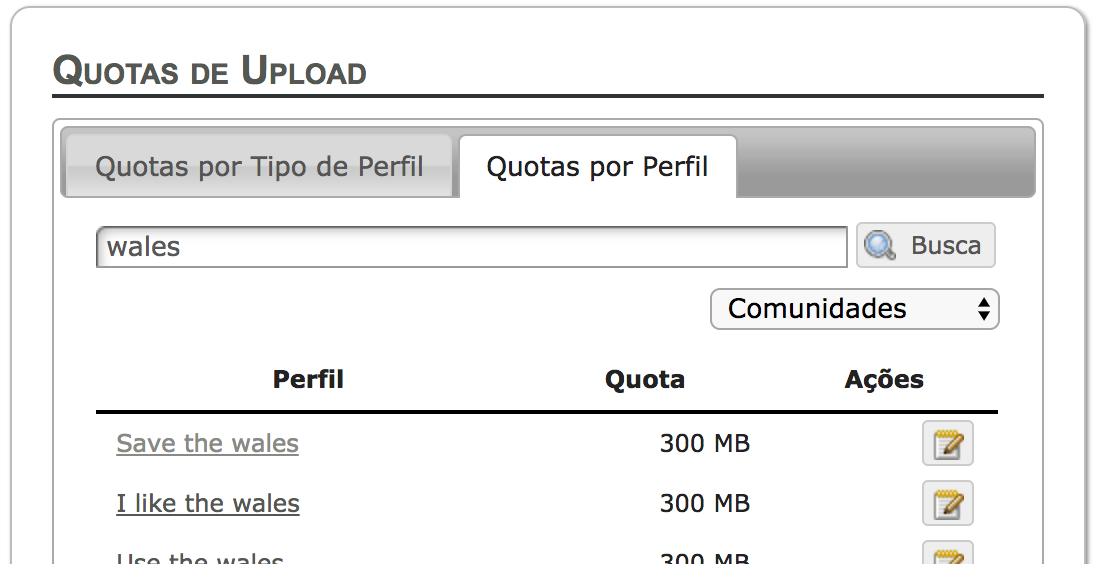 Quotas de Upload
Quotas por Tipo de Perfil Quotas por Perfil
wales Busca
Comunidades
Perfil Quota Ações
Save the wales 300 MB
I like the wales 300 MB
Use the wales 300 MB